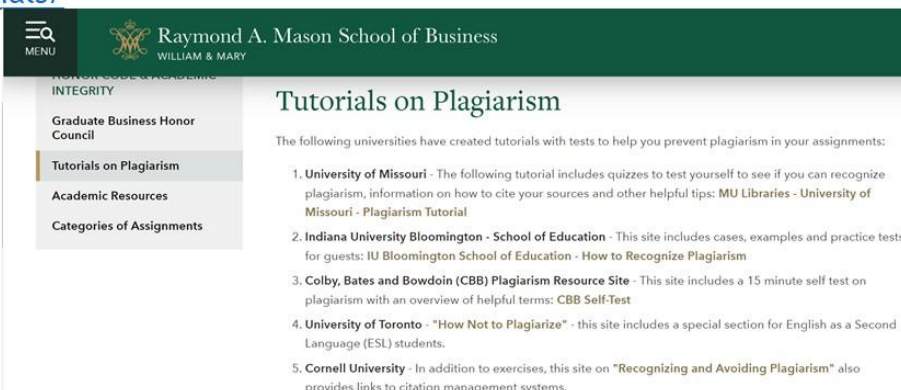 MENU
Raymond A. Mason School of Business
WILLIAM & MARY
HONOR CODE & ACADEMIC
INTEGRITY
Graduate Business Honor
Council
Tutorials on Plagiarism
Academic Resources
Categories of Assignments
Tutorials on Plagiarism
The following universities have created tutorials with tests to help you prevent plagiarism in your assignments:
1. University of Missouri - The following tutorial includes quizzes to test yourself to see if you can recognize
plagiarism, information on how to cite your sources and other helpful tips: MU Libraries - University of
Missouri - Plagiarism Tutorial
2. Indiana University Bloomington - School of Education - This site includes cases, examples and practice tests
for guests: IU Bloomington School of Education - How to Recognize Plagiarism
3. Colby, Bates and Bowdoin (CBB) Plagiarism Resource Site - This site includes a 15 minute self test on
plagiarism with an overview of helpful terms: CBB Self-Test
4. University of Toronto - "How Not to Plagiarize" - this site includes a special section for English as a Second
Language (ESL) students.
5. Cornell University - In addition to exercises, this site on "Recognizing and Avoiding Plagiarism" also
provides links to citation management systems.